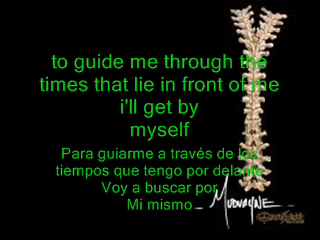 to guide me through the
times that lie in front of me
i'll get by
myself
Para guiarme a través de los
tiempos que tengo por delante
Voy a buscar por
Mi mismo
MUDVAYNE